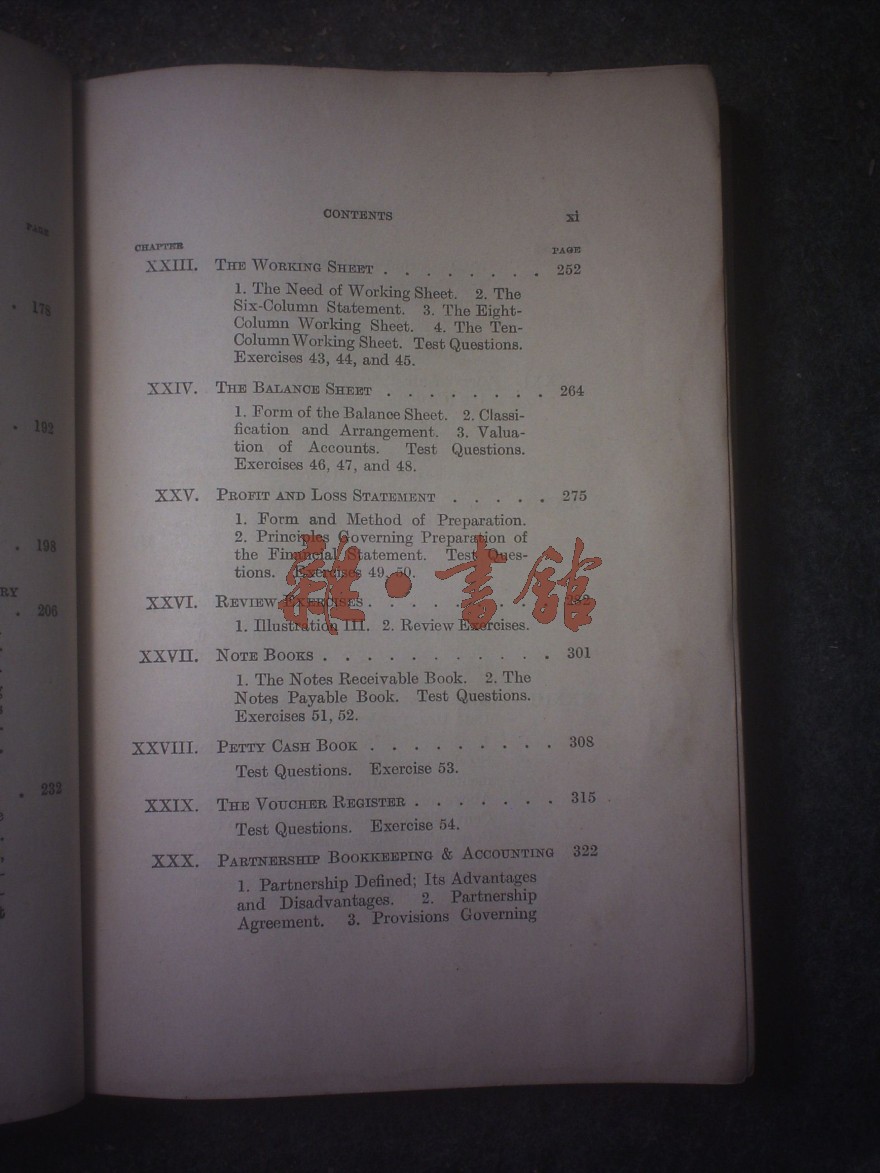 CONTENTS xi
CHAPTER PAGE
XXIII. THE WORKING SHEET . . . . . . . . 252
1. The Need of Working Sheet. 2. The
Six-Column Statement. 3. The Eight-
Column Working Sheet. 4. The Ten-
Column Working Sheet. Test Questions.
Exercises 43, 44, and 45.
XXIV. THE BALANCE SHEET . . . . . . . . 264
1. Form of the Balance Sheet. 2. Classi-
fication and Arrangement. 3. Valua-
tion of Accounts. Test Questions.
Exercises 46, 47, and 48.
XXV. PROFIT AND LOSS STATEMENT . . . . . 275
1. Form and Method of Preparation.
2. Principles Governing Preparation of
the Financial Statement. Test Ques-
tions. Exercises 49, 50.
XXVI. REVIEW EXERCISES . . . . . . . . 282
1. Illustration III. 2. Review Exercises.
XXVII. NOTE BOOKS . . . . . . . . . . . 301
1. The Notes Receivable Book. 2. The
Notes Payable Book. Test Questions.
Exercises 51, 52.
XXVIII. PETTY CASH BOOK . . . . . . . . . 308
Test Questions. Exercise 53.
XXIX. THE VOUCHER REGISTER . . . . . . . 315
Test Questions. Exercise 54.
XXX. PARTNERSHIP BOOKKEEPING & ACCOUNTING 322
1. Partnership Defined; Its Advantages
and Disadvantages. 2. Partnership
Agreement. 3. Provisions Governing
PAGE
178
192
198
RY
206
232
雜·書館